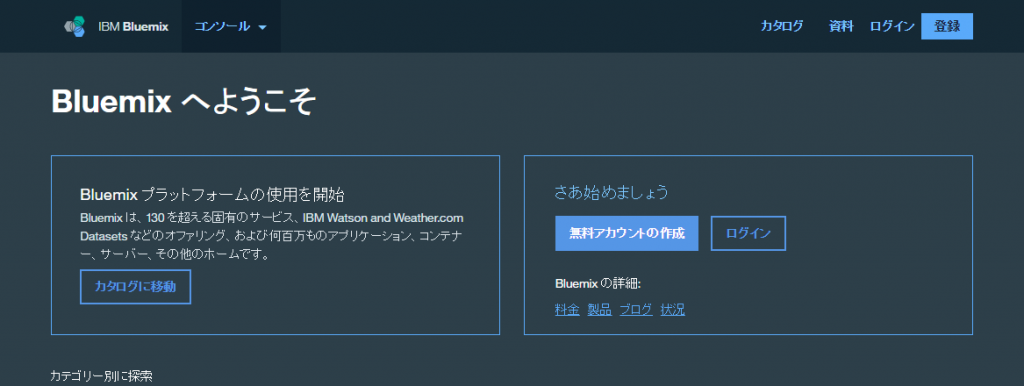 IBM Bluemix コンソール カタログ 資料 ログイン 登録
Bluemix へようこそ
Bluemix プラットフォームの使用を開始
Bluemix は、130 を超える固有のサービス、IBM Watson and Weather.com
Datasets などのオファリング、および何百万ものアプリケーション、コンテナ
ー、サーバー、その他のホームです。
カタログに移動
さあ始めましょう
無料アカウントの作成 ログイン
Bluemix の詳細:
料金 製品 ブログ 状況
カテゴリー別に探索